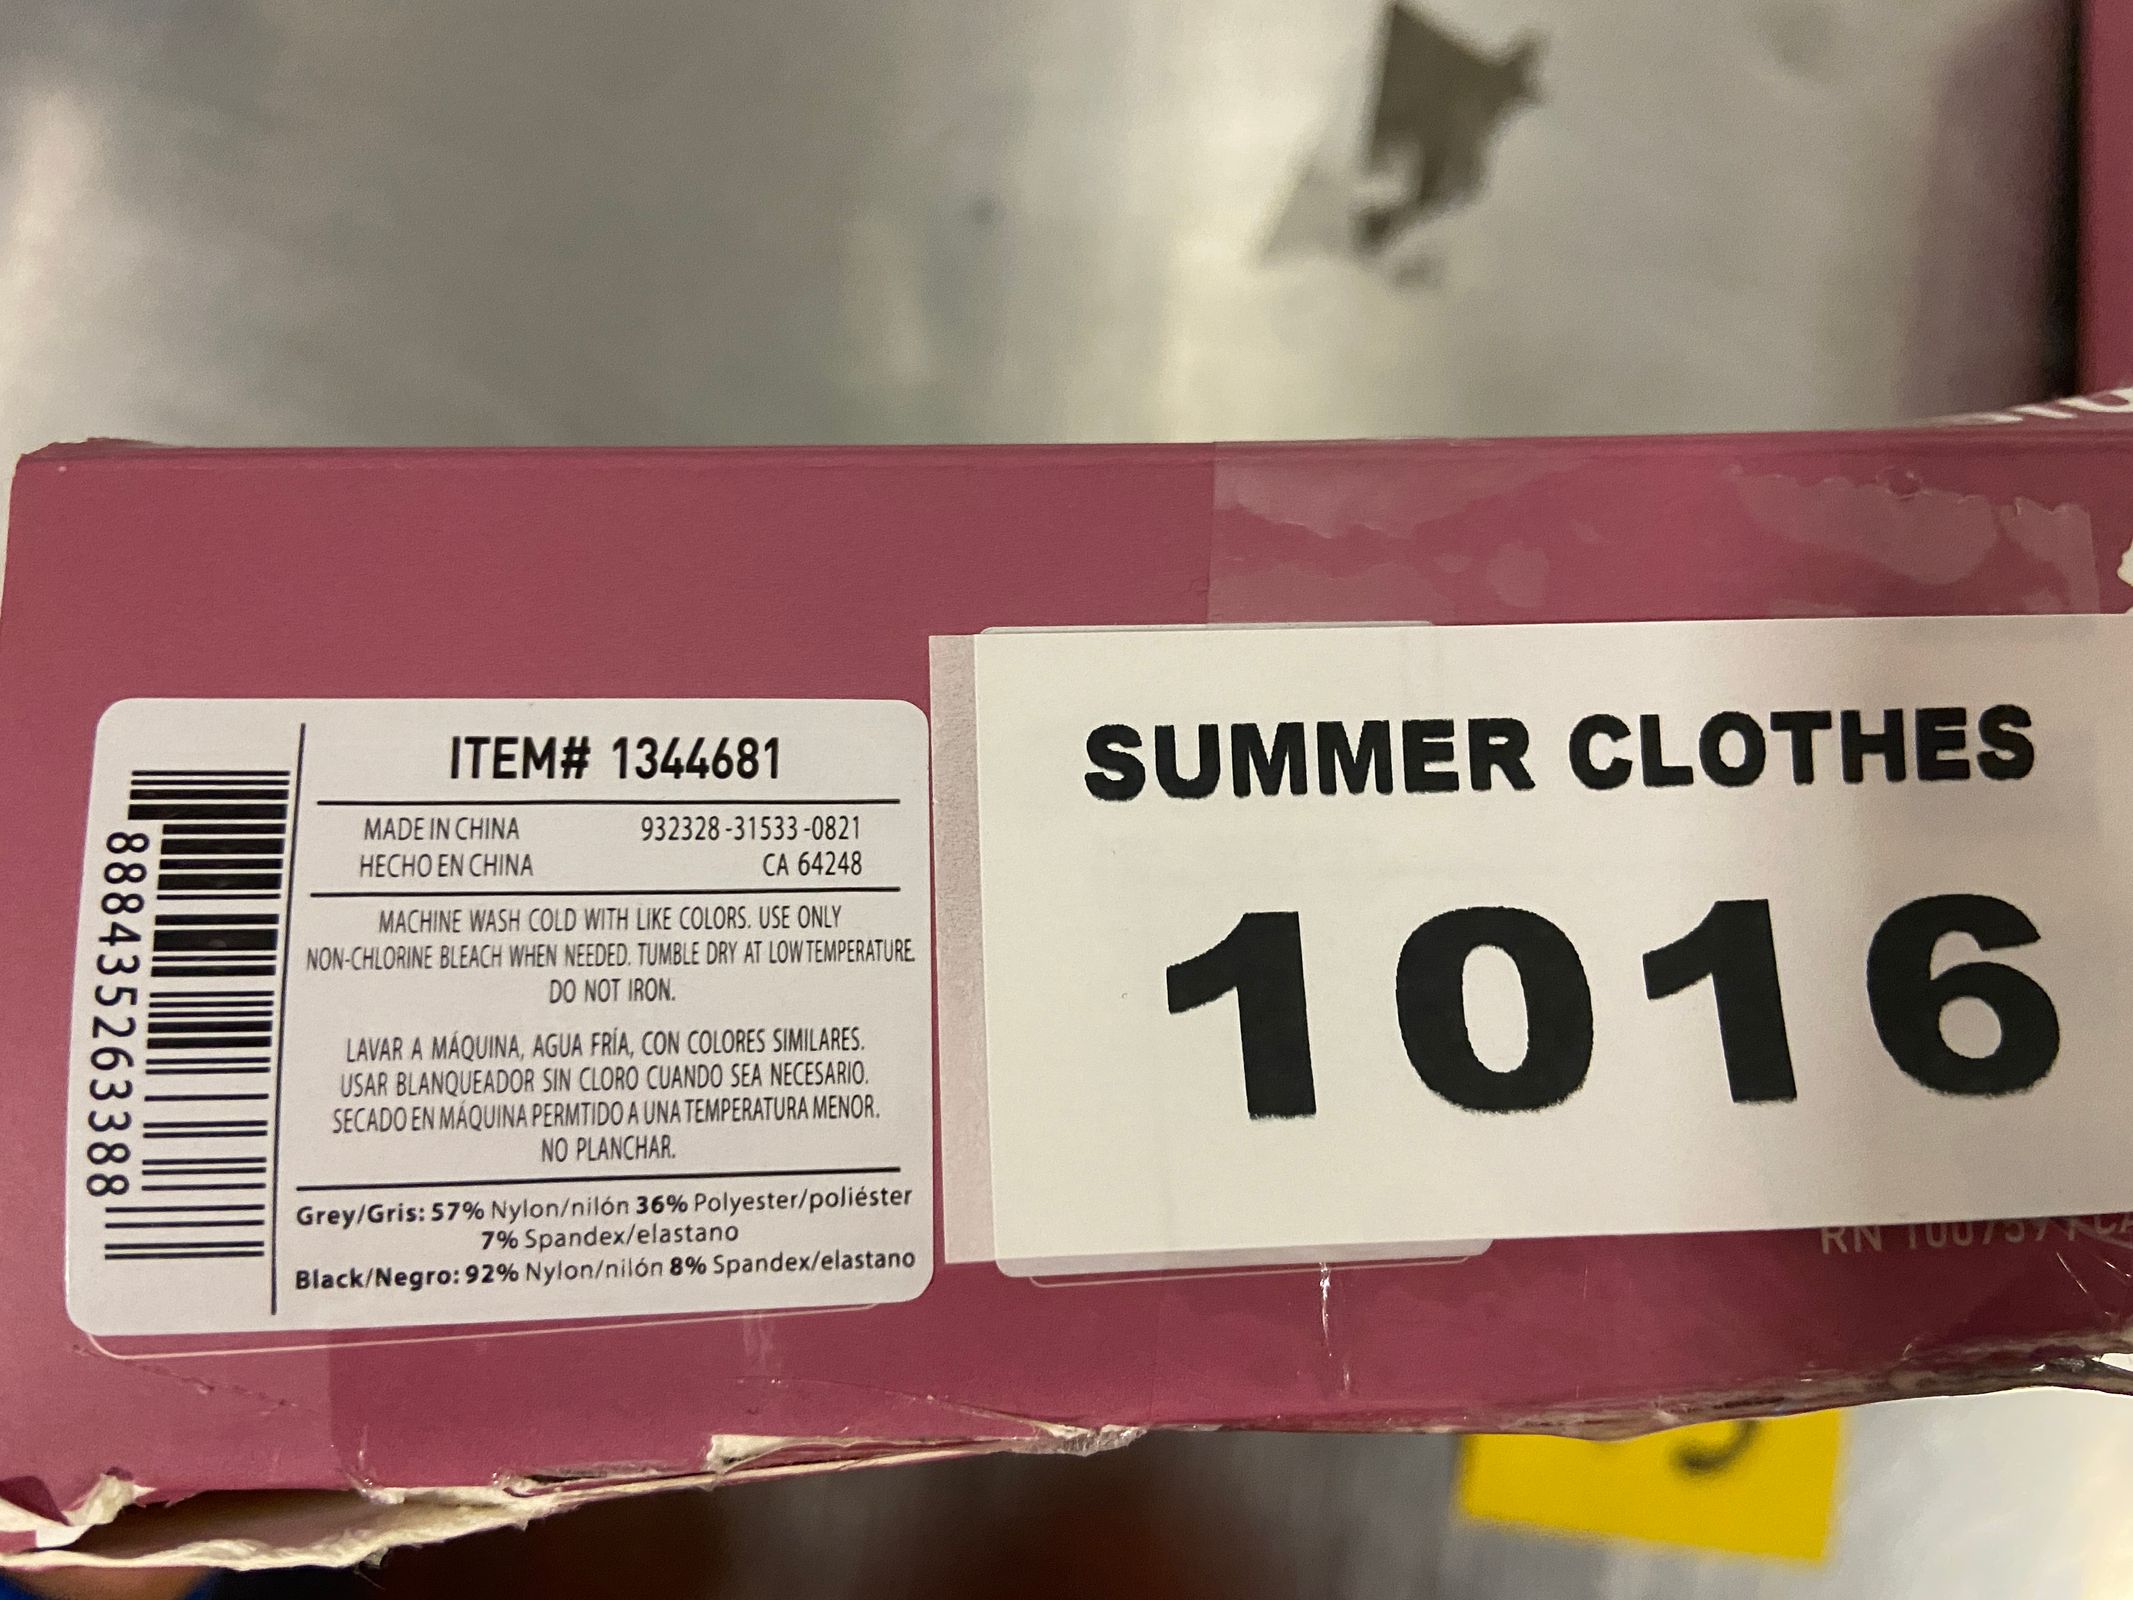 ITEM# 1344681
MADE IN CHINA 932328-31533-0821
HECHO EN CHINA CA 64248
MACHINE WASH COLD WITH LIKE COLORS. USE ONLY
NON-CHLORINE BLEACH WHEN NEEDED. TUMBLE DRY AT LOW TEMPERATURE.
DO NOT IRON.
LAVAR A MÁQUINA, AGUA FRÍA, CON COLORES SIMILARES.
USAR BLANQUEADOR SIN CLORO CUANDO SEA NECESARIO.
SECADO EN MÁQUINA PERMTIDO A UNA TEMPERATURA MENOR.
NO PLANCHAR.
Grey/Gris: 57% Nylon/nilón 36% Polyester/poliéster
7% Spandex/elastano
Black/Negro: 92% Nylon/nilón 8% Spandex/elastano
888435263388
SUMMER CLOTHES
1016
RN